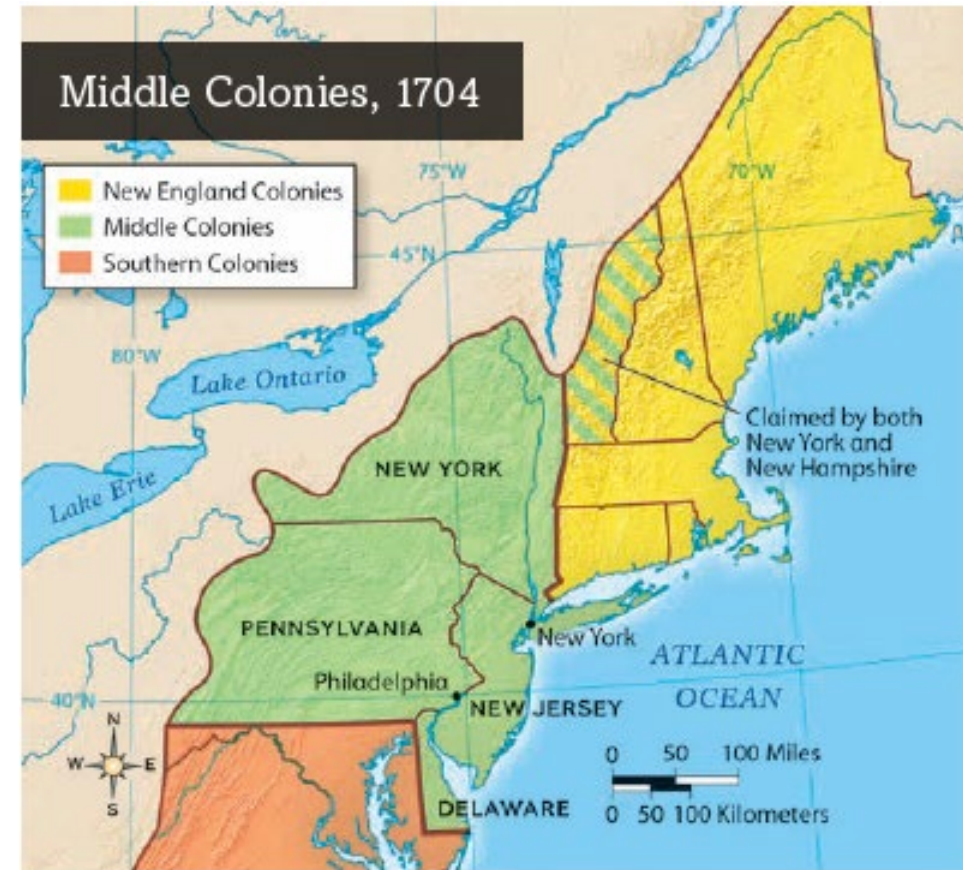 Middle Colonies, 1704
New England Colonies
Middle Colonies
Southern Colonies
75°W
70°W
45°N
80°W
Lake Ontario
Lake Erie
Claimed by both
New York and
New Hampshire
NEW YORK
PENNSYLVANIA
New York
Philadelphia
ATLANTIC
OCEAN
40°N
NEW JERSEY
N
W
E
S
0 50 100 Miles
DELAWARE
0 50 100 Kilometers